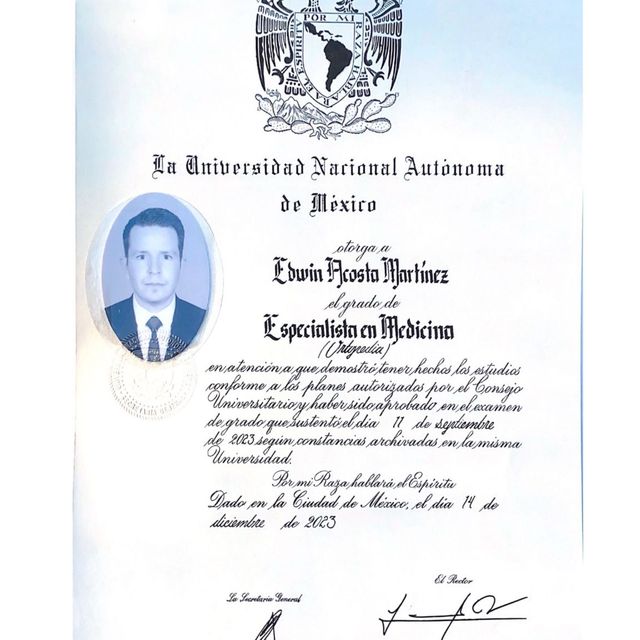 POR MI
RAZA HABLARA EL ESPIRITU
La Universidad Nacional Autónoma
de México
otorga a
Edwin Acosta Martínez
el grado de
Especialista en Medicina
(Ortopedia)
en atención a que demostró tener hechos los estudios
conforme a los planes autorizados por el Consejo
Universitario y haber sido aprobado en el examen
de grado que sustentó el día 11 de septiembre
de 2023 según constancias archivadas en la misma
Universidad.
Por mi Raza hablará el Espíritu
Dado en la Ciudad de México, el día 14 de
diciembre de 2023
El Rector
La Secretaria General